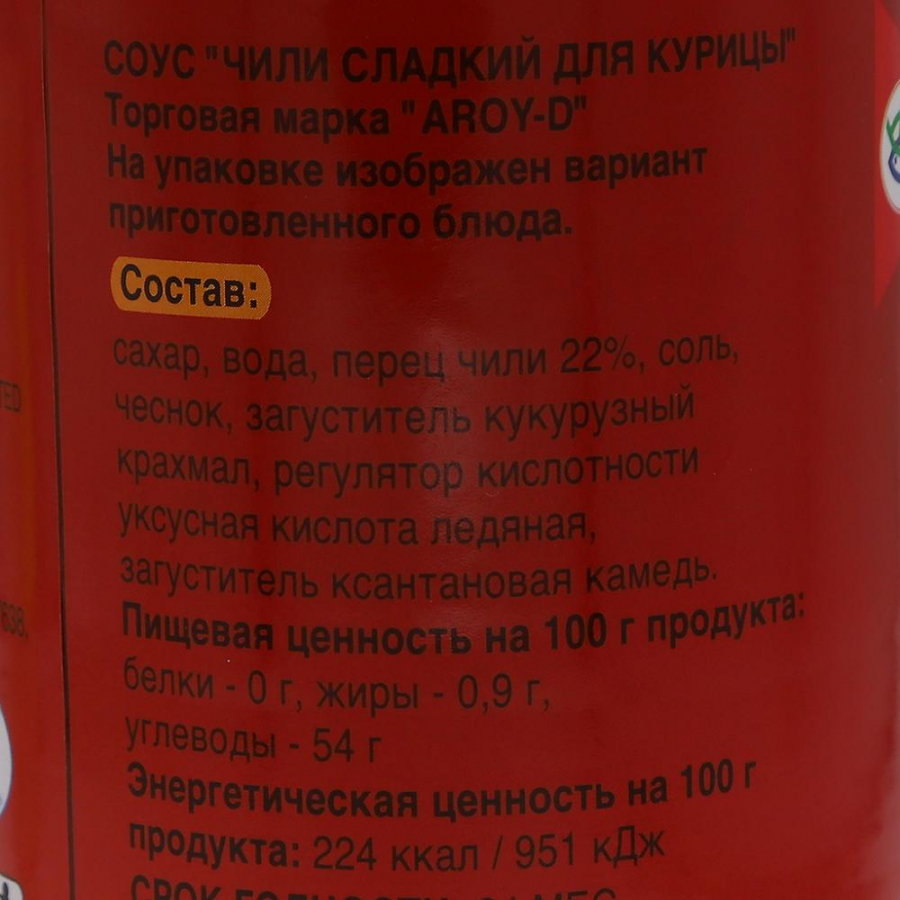 СОУС "ЧИЛИ СЛАДКИЙ ДЛЯ КУРИЦЫ"
Торговая марка "AROY-D"
На упаковке изображен вариант
приготовленного блюда.
Состав:
сахар, вода, перец чили 22%, соль,
чеснок, загуститель кукурузный
крахмал, регулятор кислотности
уксусная кислота ледяная,
загуститель ксантановая камедь.
Пищевая ценность на 100 г продукта:
белки - 0 г, жиры - 0,9 г,
углеводы - 54 г
Энергетическая ценность на 100 г
продукта: 224 ккал / 951 кДж
СРОК ГОДНОСТИ: